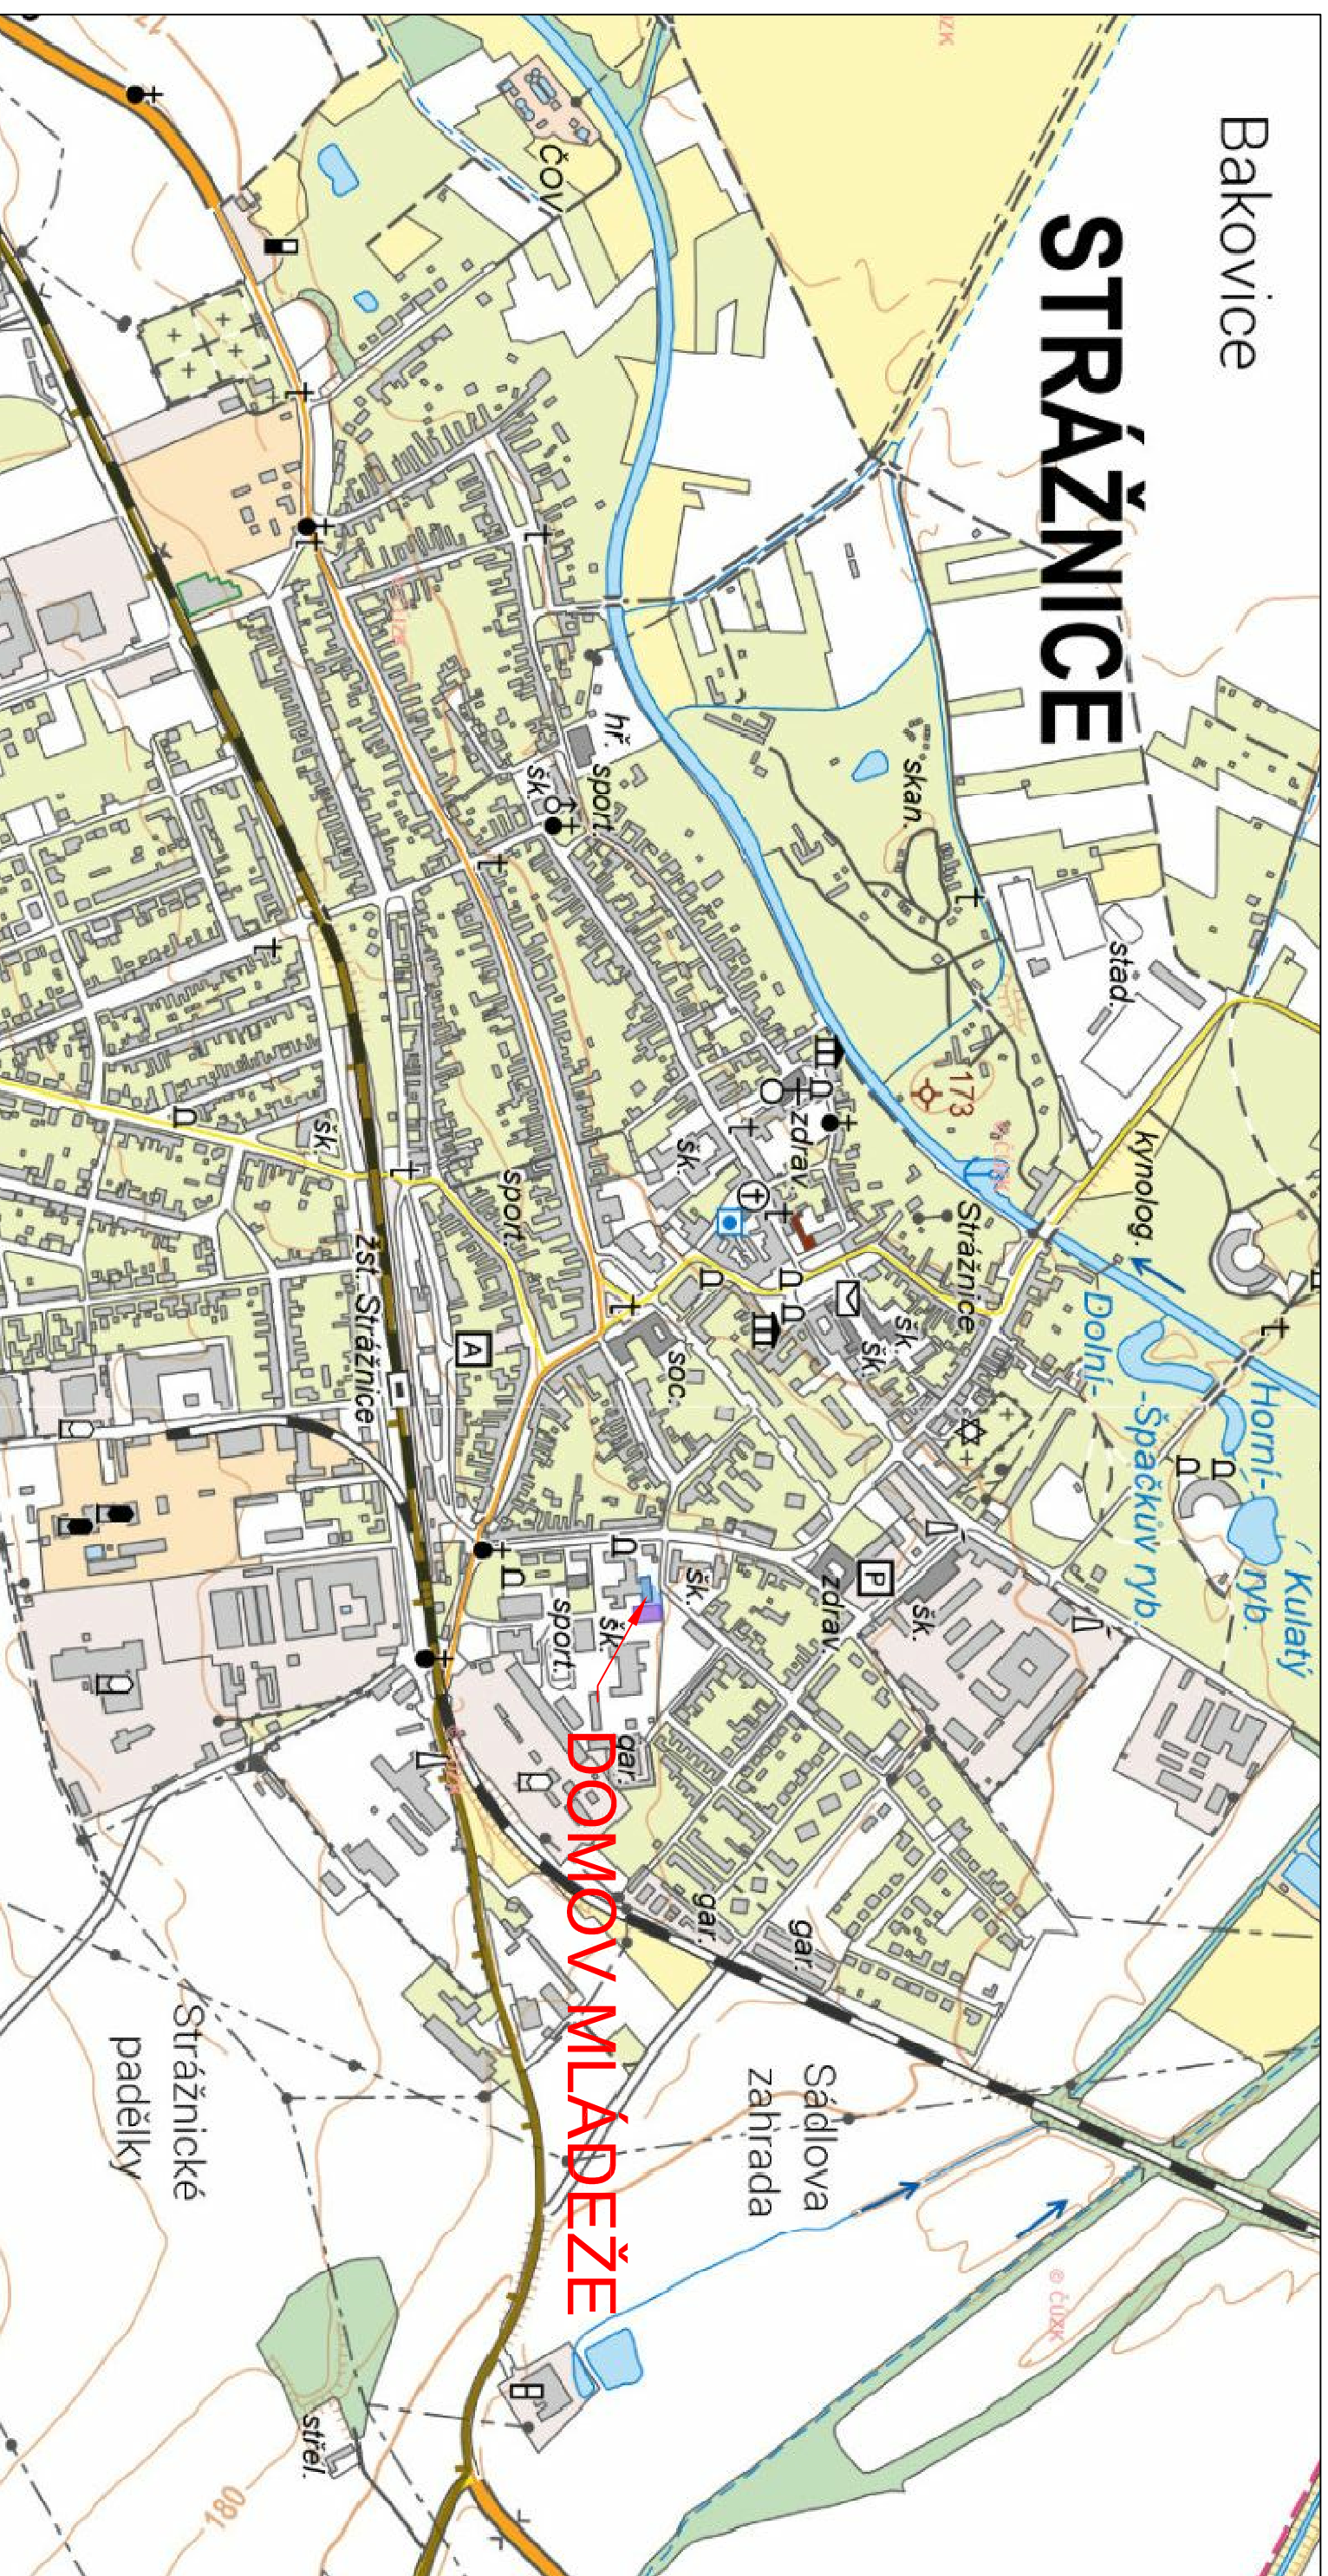 Bakovice
STRÁŽNICE
ČOV
hř.
sport.
šk.
skan.
stad.
kynolog.
173
zdrav.
šk.
sport.
šk.
žst. Strážnice
Strážnice
šk.
šk.
soc.
Dolní-
-Špačkův ryb.
Horní-
Kulatý
ryb.
A
P
zdrav.
šk.
šk.
šk.
sport.
gar.
gar.
gar.
DOMOV MLÁDEŽE
Sádlova
zahrada
Strážnické
padělky
střel.
180
© ČÚZK